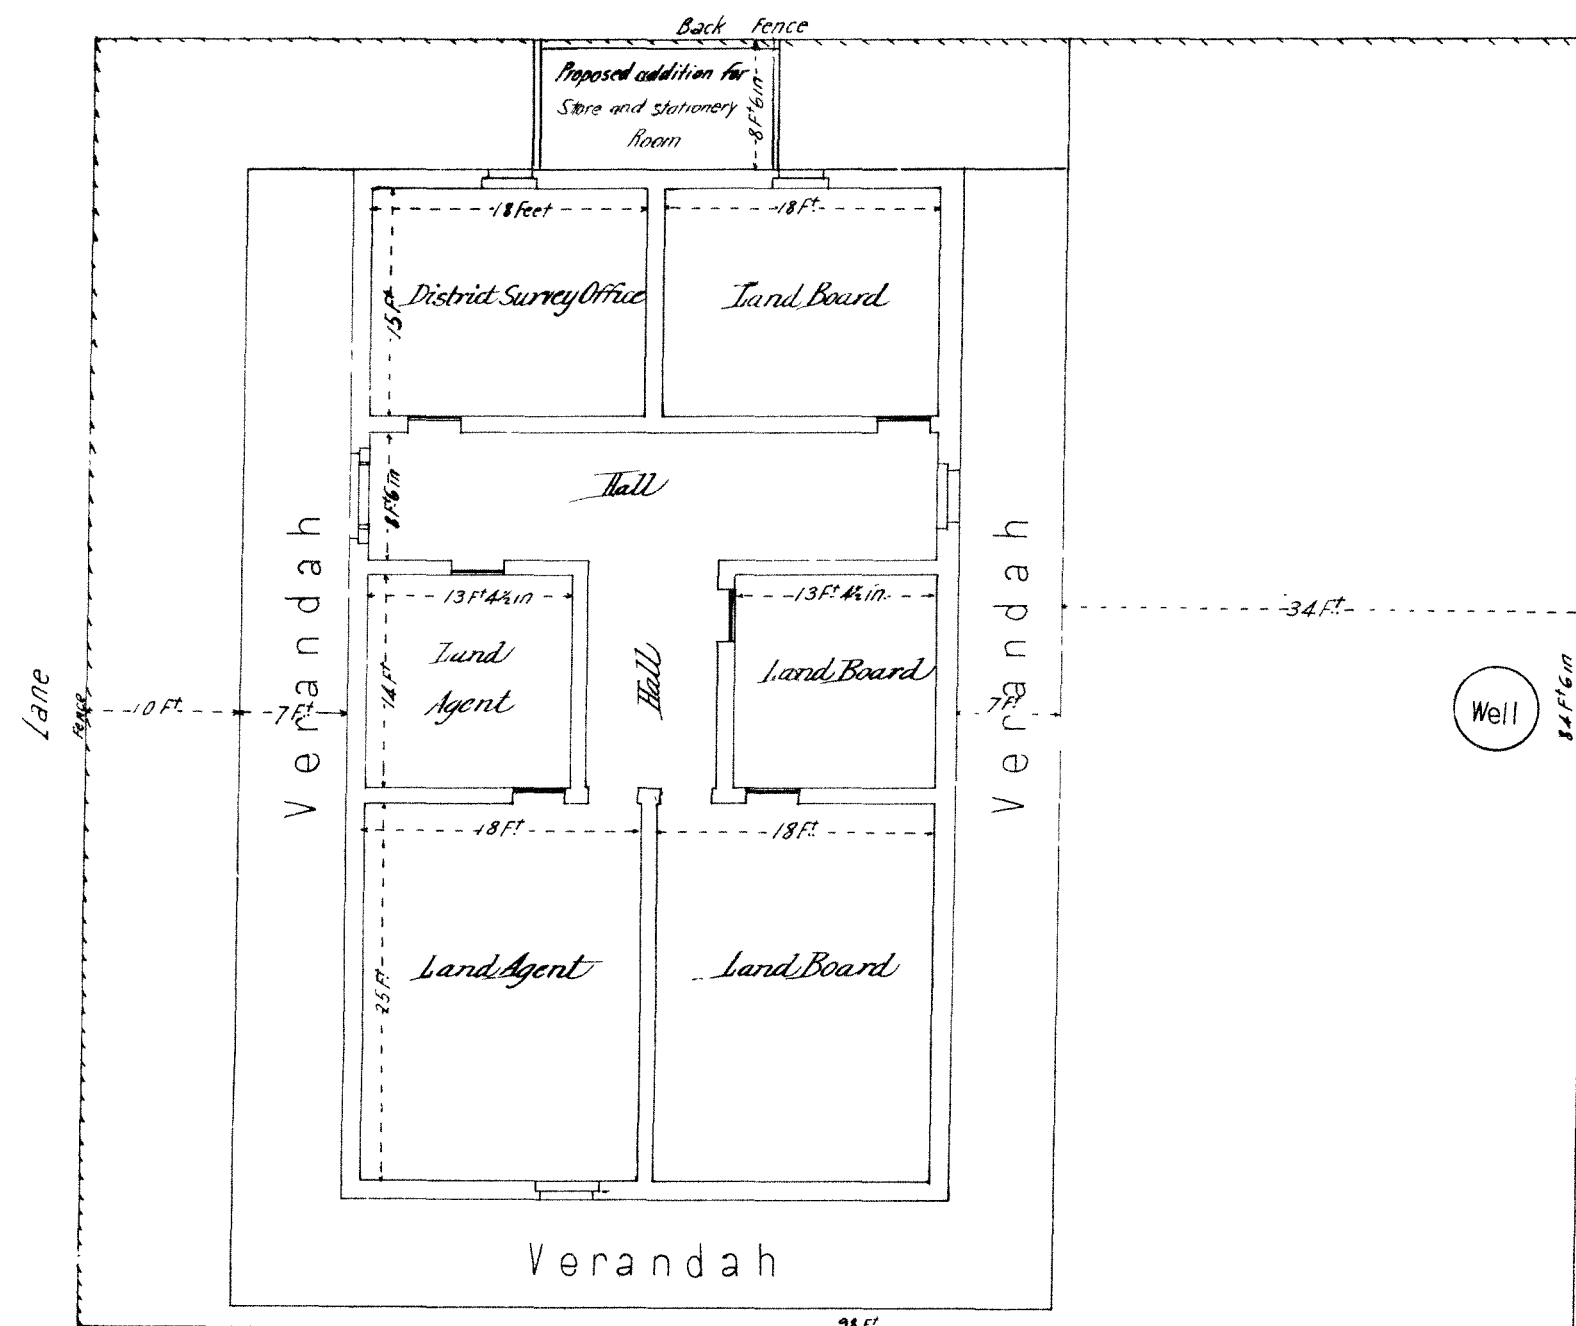 Back Fence
Proposed addition for
Store and stationery
Room
8 Ft 6 in
18 Feet
18 Ft
15 Ft
District Survey Office
Land Board
Hall
8 Ft 6 in
Verandah
Verandah
13 Ft 4½ in
13 Ft 4½ in
34 Ft
Land
Agent
14 Ft
Hall
Land Board
Lane
Fence
10 Ft
7 Ft
7 Ft
Well
84 Ft 6 in
18 Ft
18 Ft
25 Ft
Land Agent
Land Board
Verandah
98 Ft